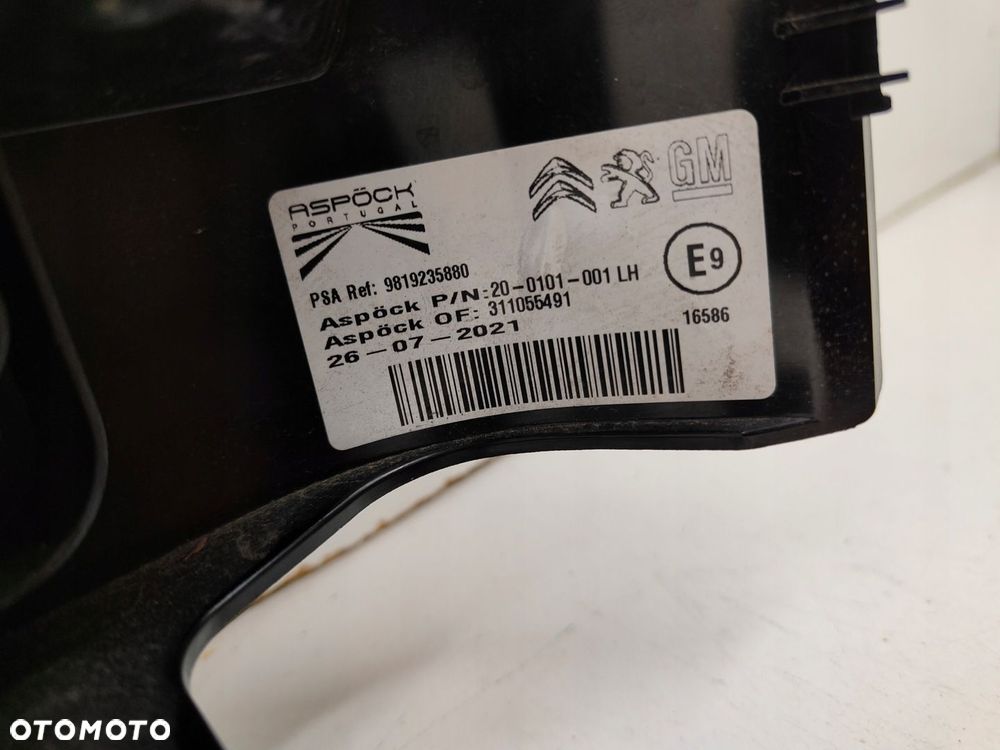 ASPÖCK
PORTUGAL
GM
E9
PSA Ref: 9819235880
Aspöck P/N:20-0101-001 LH
Aspöck OF: 311055491
16586
26-07-2021
OTOMOTO